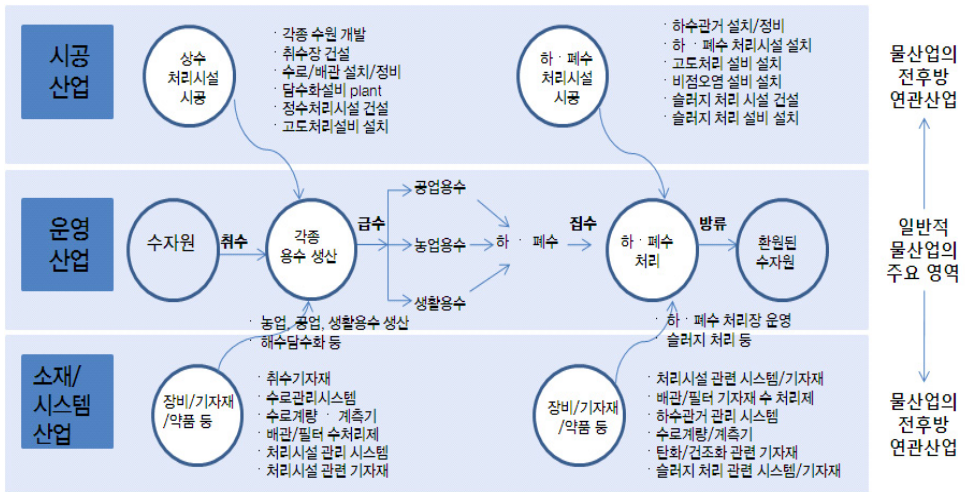 시공
산업
상수
처리시설
시공
· 각종 수원 개발
· 취수장 건설
· 수로/배관 설치/정비
· 담수화설비 plant
· 정수처리시설 건설
· 고도처리설비 설치
하 · 폐수
처리시설
시공
· 하수관거 설치/정비
· 하 · 폐수 처리시설 설치
· 고도처리 설비 설치
· 비점오염 설비 설치
· 슬러지 처리 시설 건설
· 슬러지 처리 설비 설치
물산업의
전후방
연관산업
운영
산업
수자원
취수
각종
용수 생산
급수
공업용수
농업용수
생활용수
하 · 폐수
집수
하 · 폐수
처리
방류
환원된
수자원
· 농업, 공업, 생활용수 생산
· 해수담수화 등
· 하 · 폐수 처리장 운영
· 슬러지 처리 등
일반적
물산업의
주요 영역
소재/
시스템
산업
장비/기자재
/약품 등
· 취수기자재
· 수로관리시스템
· 수로계량 · 계측기
· 배관/필터 수처리제
· 처리시설 관리 시스템
· 처리시설 관련 기자재
장비/기자재
/약품 등
· 처리시설 관련 시스템/기자재
· 배관/필터 기자재 수 처리제
· 하수관거 관리 시스템
· 수로계량/계측기
· 탄화/건조화 관련 기자재
· 슬러지 처리 관련 시스템/기자재
물산업의
전후방
연관산업